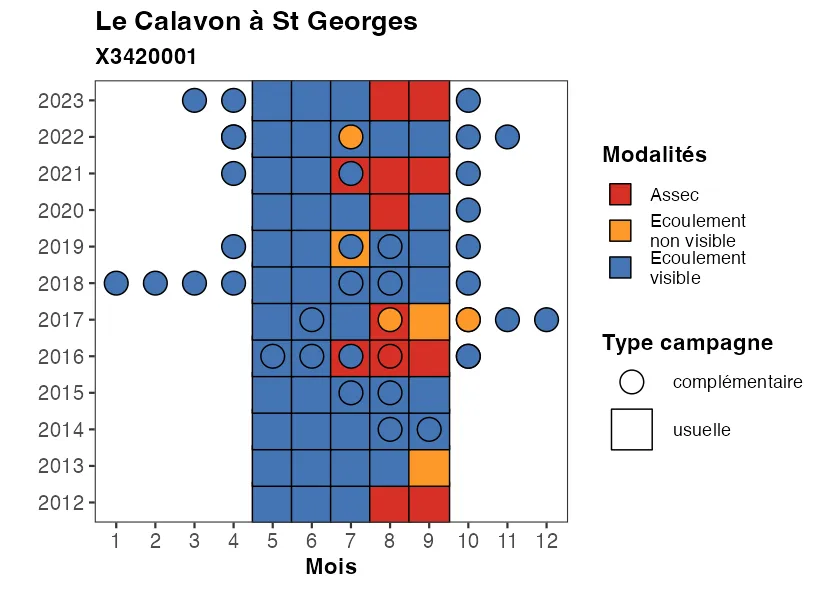 Le Calavon à St Georges
X3420001
2023
2022
2021
2020
2019
2018
2017
2016
2015
2014
2013
2012
1 2 3 4 5 6 7 8 9 10 11 12
Mois
Modalités
Assec
Ecoulement
non visible
Ecoulement
visible
Type campagne
complémentaire
usuelle